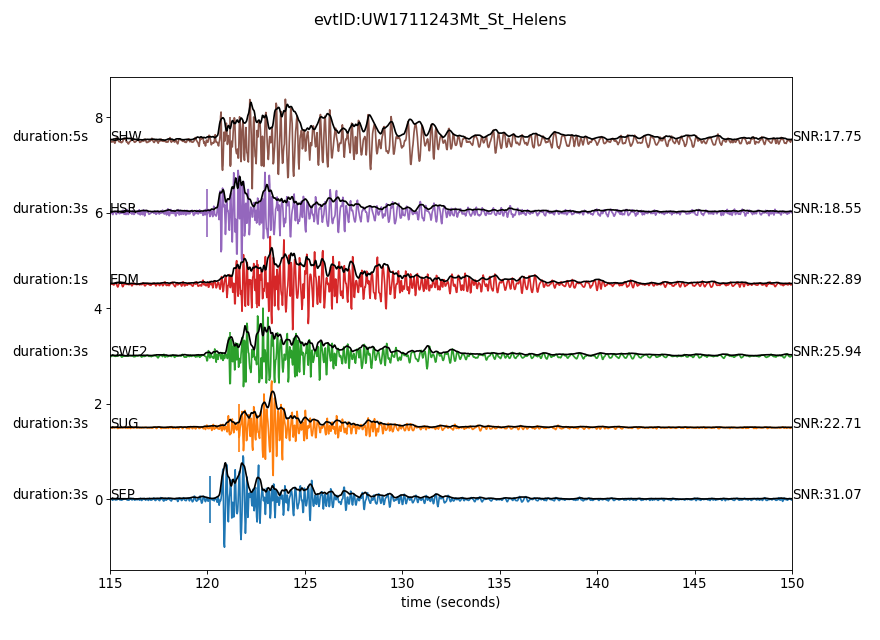 evtID:UW1711243Mt_St_Helens
duration:5s SHW SNR:17.75
duration:3s HSR SNR:18.55
duration:1s EDM SNR:22.89
duration:3s SWF2 SNR:25.94
duration:3s SUG SNR:22.71
duration:3s SEP SNR:31.07
8
6
4
2
0
115 120 125 130 135 140 145 150
time (seconds)